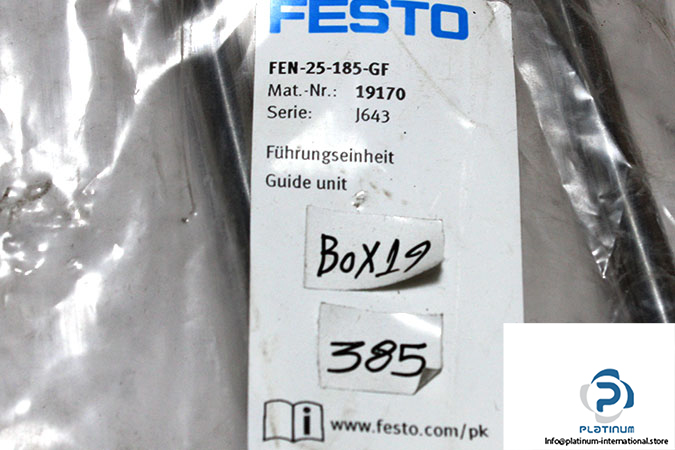 FESTO
FEN-25-185-GF
Mat.-Nr.: 19170
Serie: J643
Führungseinheit
Guide unit
BOX19
385
i www.festo.com/pk
PLATINUM
Info@platinum-international.store